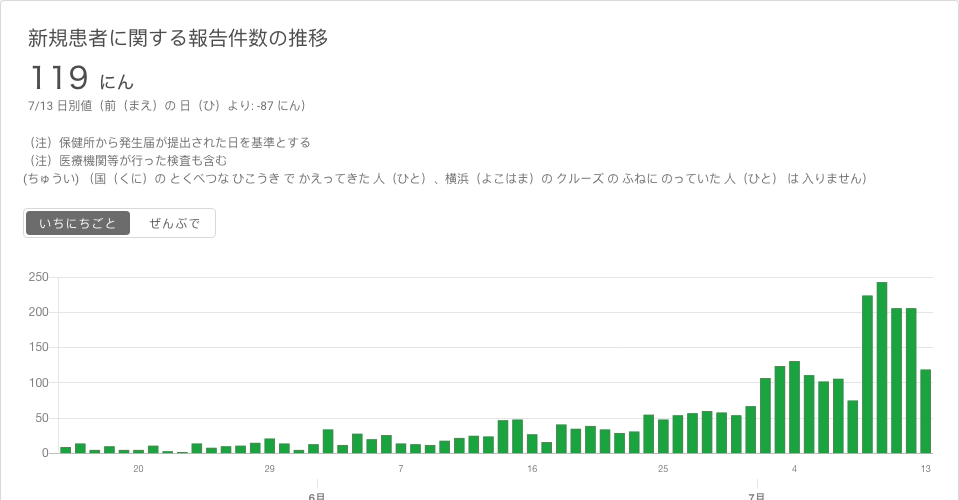 新規患者に関する報告件数の推移
119 にん
7/13 日別値（前（まえ）の 日（ひ）より: -87 にん）
（注）保健所から発生届が提出された日を基準とする
（注）医療機関等が行った検査も含む
(ちゅうい) （国（くに）の とくべつな ひこうき で かえってきた 人（ひと）、横浜（よこはま）の クルーズ の ふねに のっていた 人（ひと） は 入りません）
いちにちごと ぜんぶで
250
200
150
100
50
0
20 29 7 16 25 4 13
6月 7月